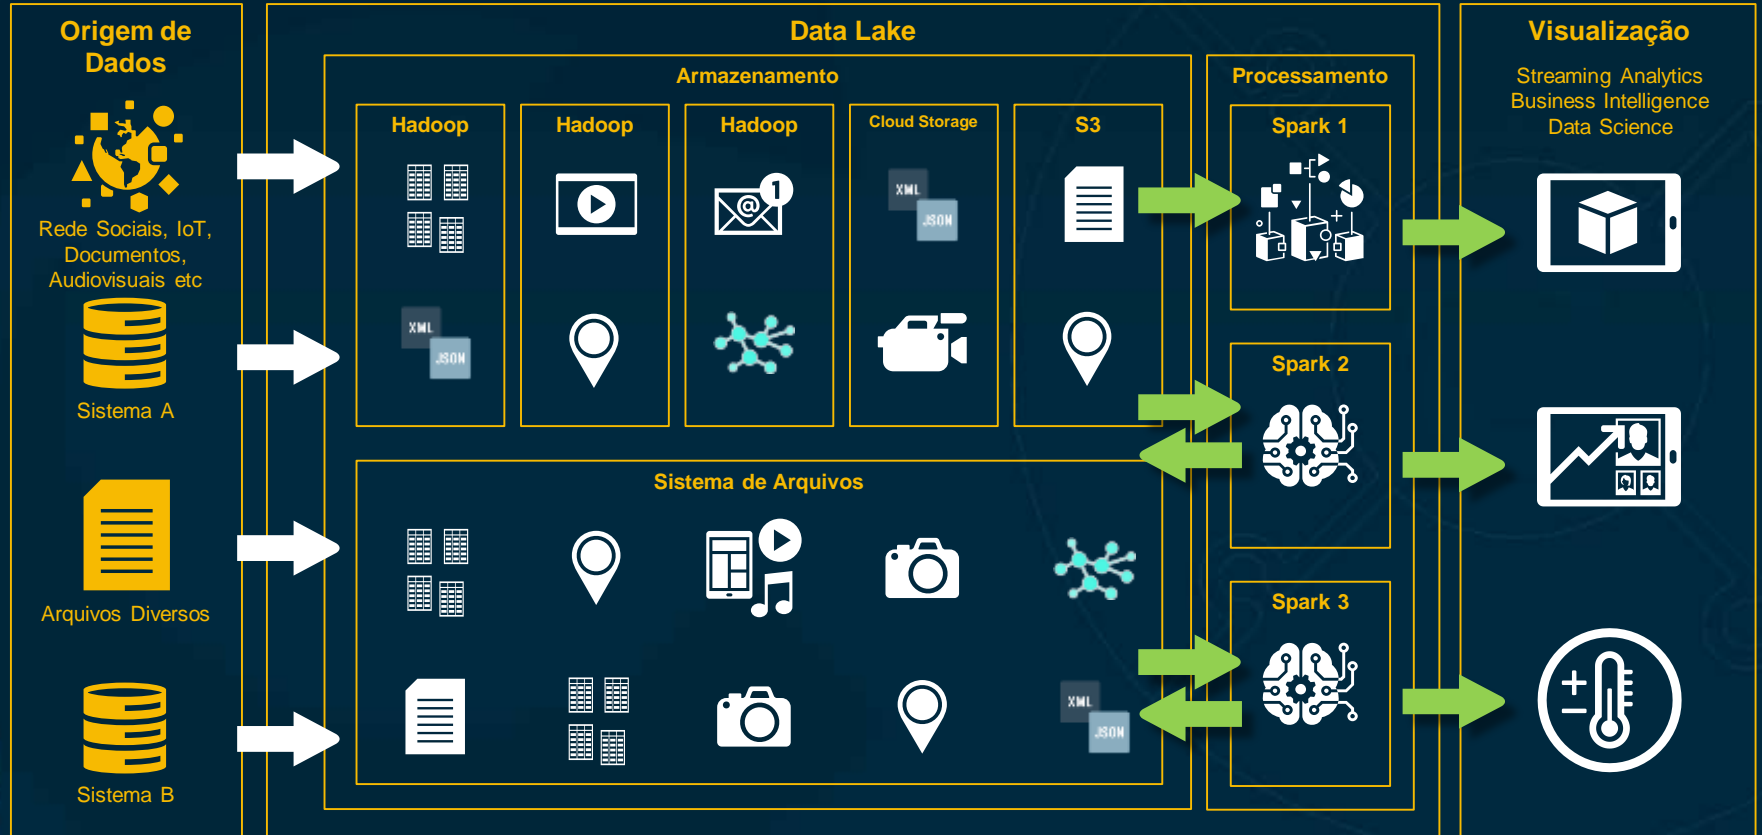 Origem de
Dados
Rede Sociais, IoT,
Documentos,
Audiovisuais etc
Sistema A
Arquivos Diversos
Sistema B
Data Lake
Armazenamento
Hadoop
XML
JSON
Hadoop
Hadoop
@
1
Cloud Storage
XML
JSON
S3
Sistema de Arquivos
XML
JSON
Processamento
Spark 1
Spark 2
Spark 3
Visualização
Streaming Analytics
Business Intelligence
Data Science